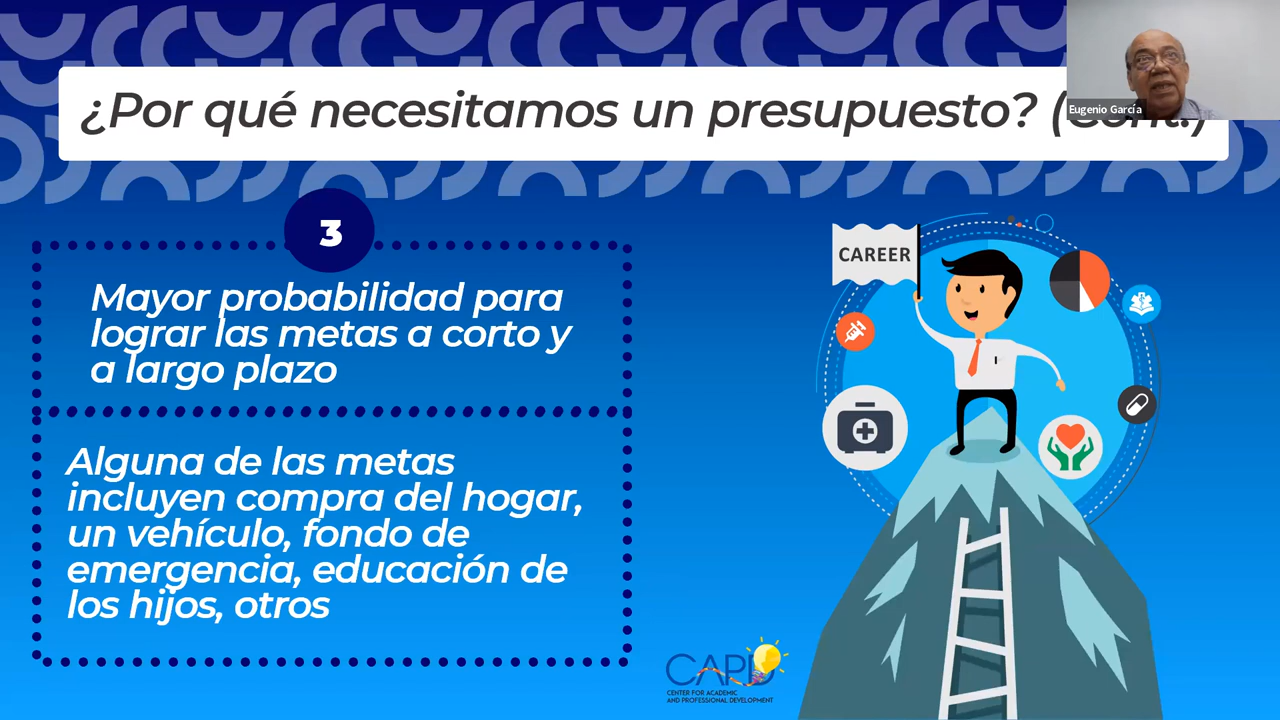 ¿Por qué necesitamos un presupuesto? (Cont.)
Eugenio García
3
Mayor probabilidad para
lograr las metas a corto y
a largo plazo
Alguna de las metas
incluyen compra del hogar,
un vehículo, fondo de
emergencia, educación de
los hijos, otros
CAREER
CAPD
CENTER FOR ACADEMIC
AND PROFESSIONAL DEVELOPMENT